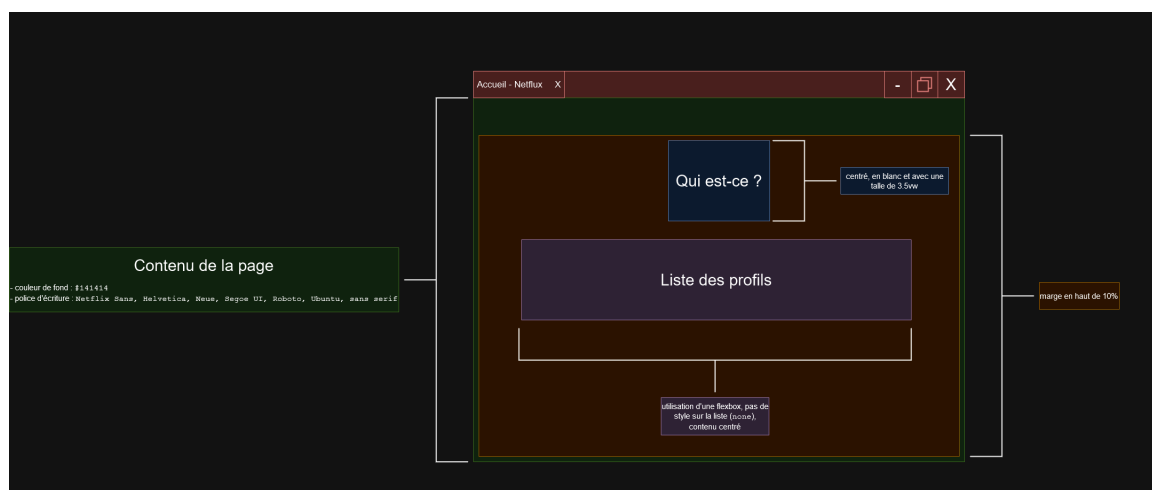 Accueil - Netflux X
- X
Qui est-ce ?
centré, en blanc et avec une
talle de 3.5vw
Contenu de la page
- couleur de fond : #141414
- police d'écriture : Netflix Sans, Helvetica, Neue, Segoe UI, Roboto, Ubuntu, sans serif
Liste des profils
marge en haut de 10%
utilisation d'une flexbox, pas de
style sur la liste (none),
contenu centré